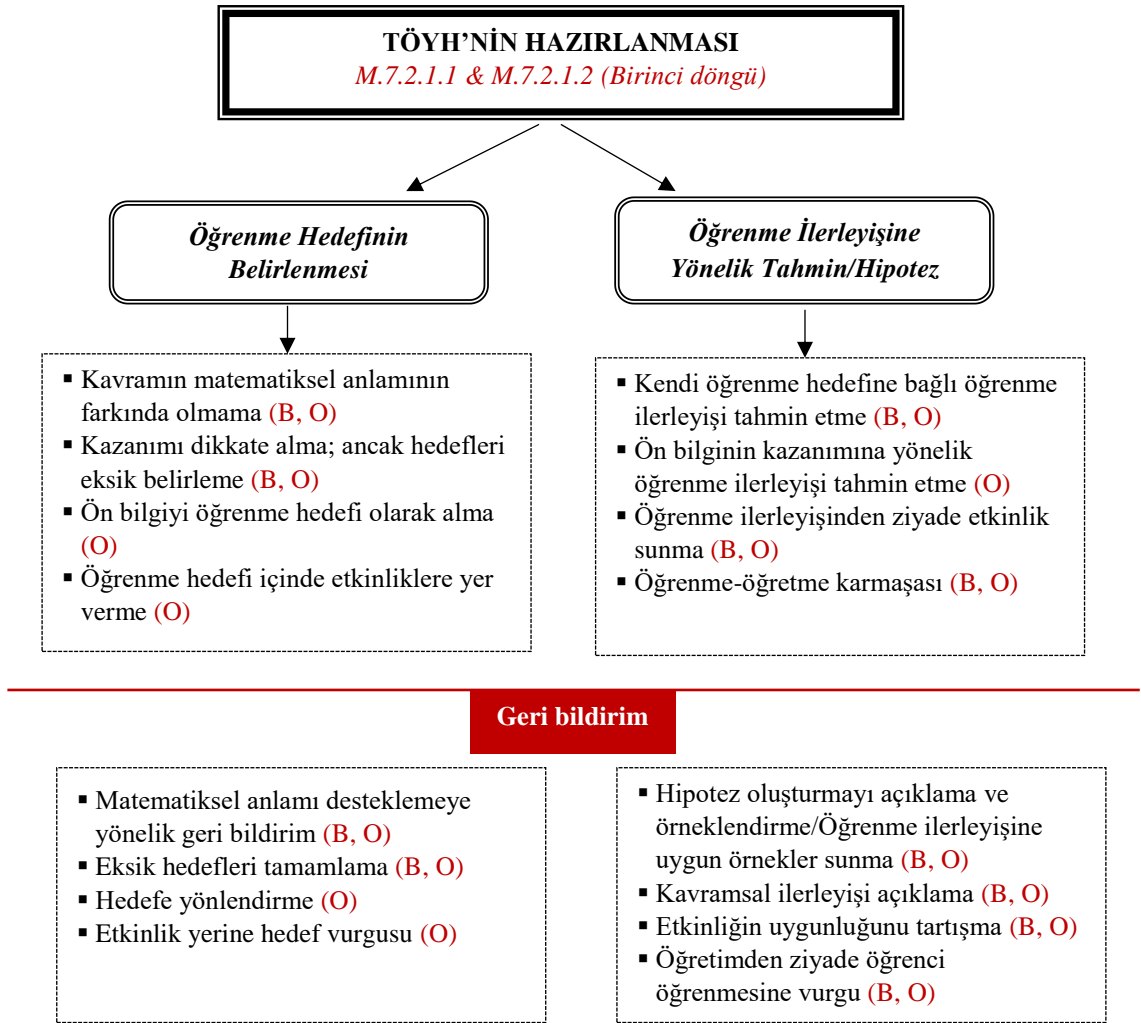 TÖYH’NİN HAZIRLANMASI
M.7.2.1.1 & M.7.2.1.2 (Birinci döngü)
Öğrenme Hedefinin
Belirlenmesi
Öğrenme İlerleyişine
Yönelik Tahmin/Hipotez
▪ Kavramın matematiksel anlamının
farkında olmama (B, O)
▪ Kazanımı dikkate alma; ancak hedefleri
eksik belirleme (B, O)
▪ Ön bilgiyi öğrenme hedefi olarak alma
(O)
▪ Öğrenme hedefi içinde etkinliklere yer
verme (O)
▪ Kendi öğrenme hedefine bağlı öğrenme
ilerleyişi tahmin etme (B, O)
▪ Ön bilginin kazanımına yönelik
öğrenme ilerleyişi tahmin etme (O)
▪ Öğrenme ilerleyişinden ziyade etkinlik
sunma (B, O)
▪ Öğrenme-öğretme karmaşası (B, O)
Geri bildirim
▪ Matematiksel anlamı desteklemeye
yönelik geri bildirim (B, O)
▪ Eksik hedefleri tamamlama (B, O)
▪ Hedefe yönlendirme (O)
▪ Etkinlik yerine hedef vurgusu (O)
▪ Hipotez oluşturmayı açıklama ve
örneklendirme/Öğrenme ilerleyişine
uygun örnekler sunma (B, O)
▪ Kavramsal ilerleyişi açıklama (B, O)
▪ Etkinliğin uygunluğunu tartışma (B, O)
▪ Öğretimden ziyade öğrenci
öğrenmesine vurgu (B, O)